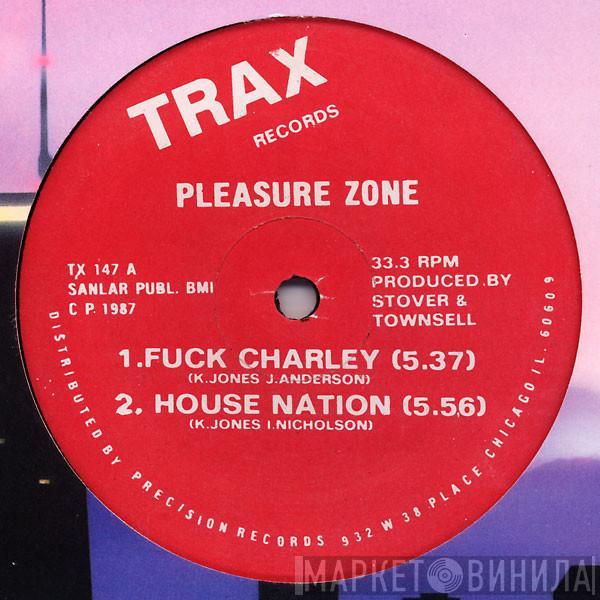 TRAX
RECORDS
PLEASURE ZONE
TX 147 A
SANLAR PUBL. BMI
C P. 1987
33.3 RPM
PRODUCED BY
STOVER &
TOWNSELL
1.FUCK CHARLEY (5.37)
(K.JONES J.ANDERSON)
2. HOUSE NATION (5.56)
(K.JONES I.NICHOLSON)
DISTRIBUTED BY PRECISION RECORDS 932 W 38 PLACE CHICAGO IL. 60609
МАРКЕТ ВИНИЛА